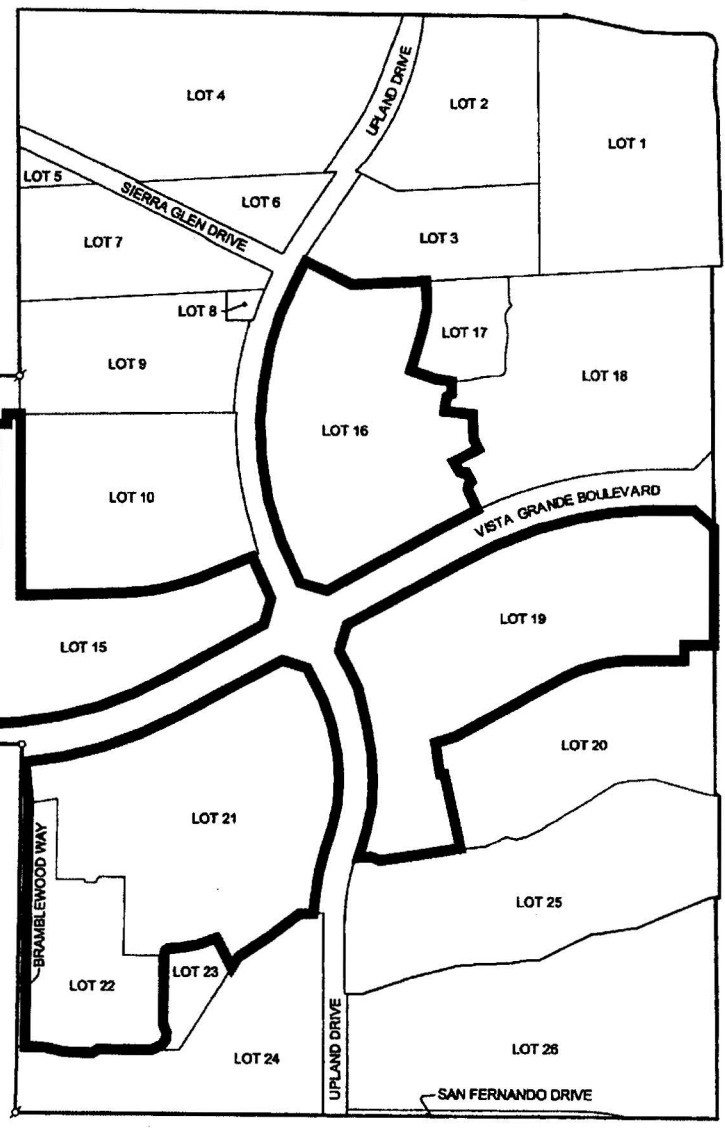 UPLAND DRIVE
LOT 4
LOT 2
LOT 1
LOT 5
SIERRA GLEN DRIVE
LOT 6
LOT 7
LOT 3
LOT 8
LOT 17
LOT 9
LOT 18
LOT 16
LOT 10
VISTA GRANDE BOULEVARD
LOT 15
LOT 19
LOT 20
LOT 21
BRAMBLEWOOD WAY
LOT 25
LOT 22
LOT 23
LOT 24
UPLAND DRIVE
LOT 26
SAN FERNANDO DRIVE